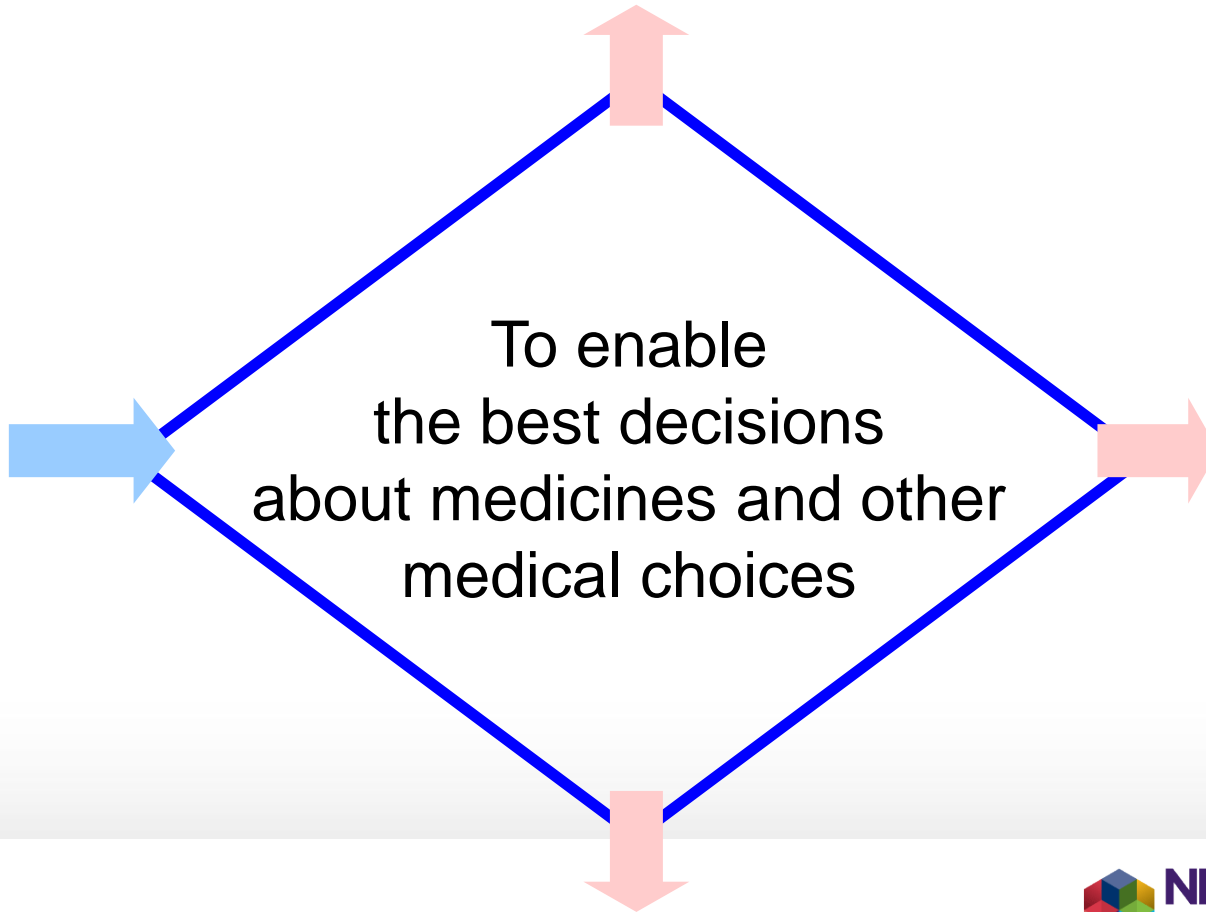 To enable
the best decisions
about medicines and other
medical choices